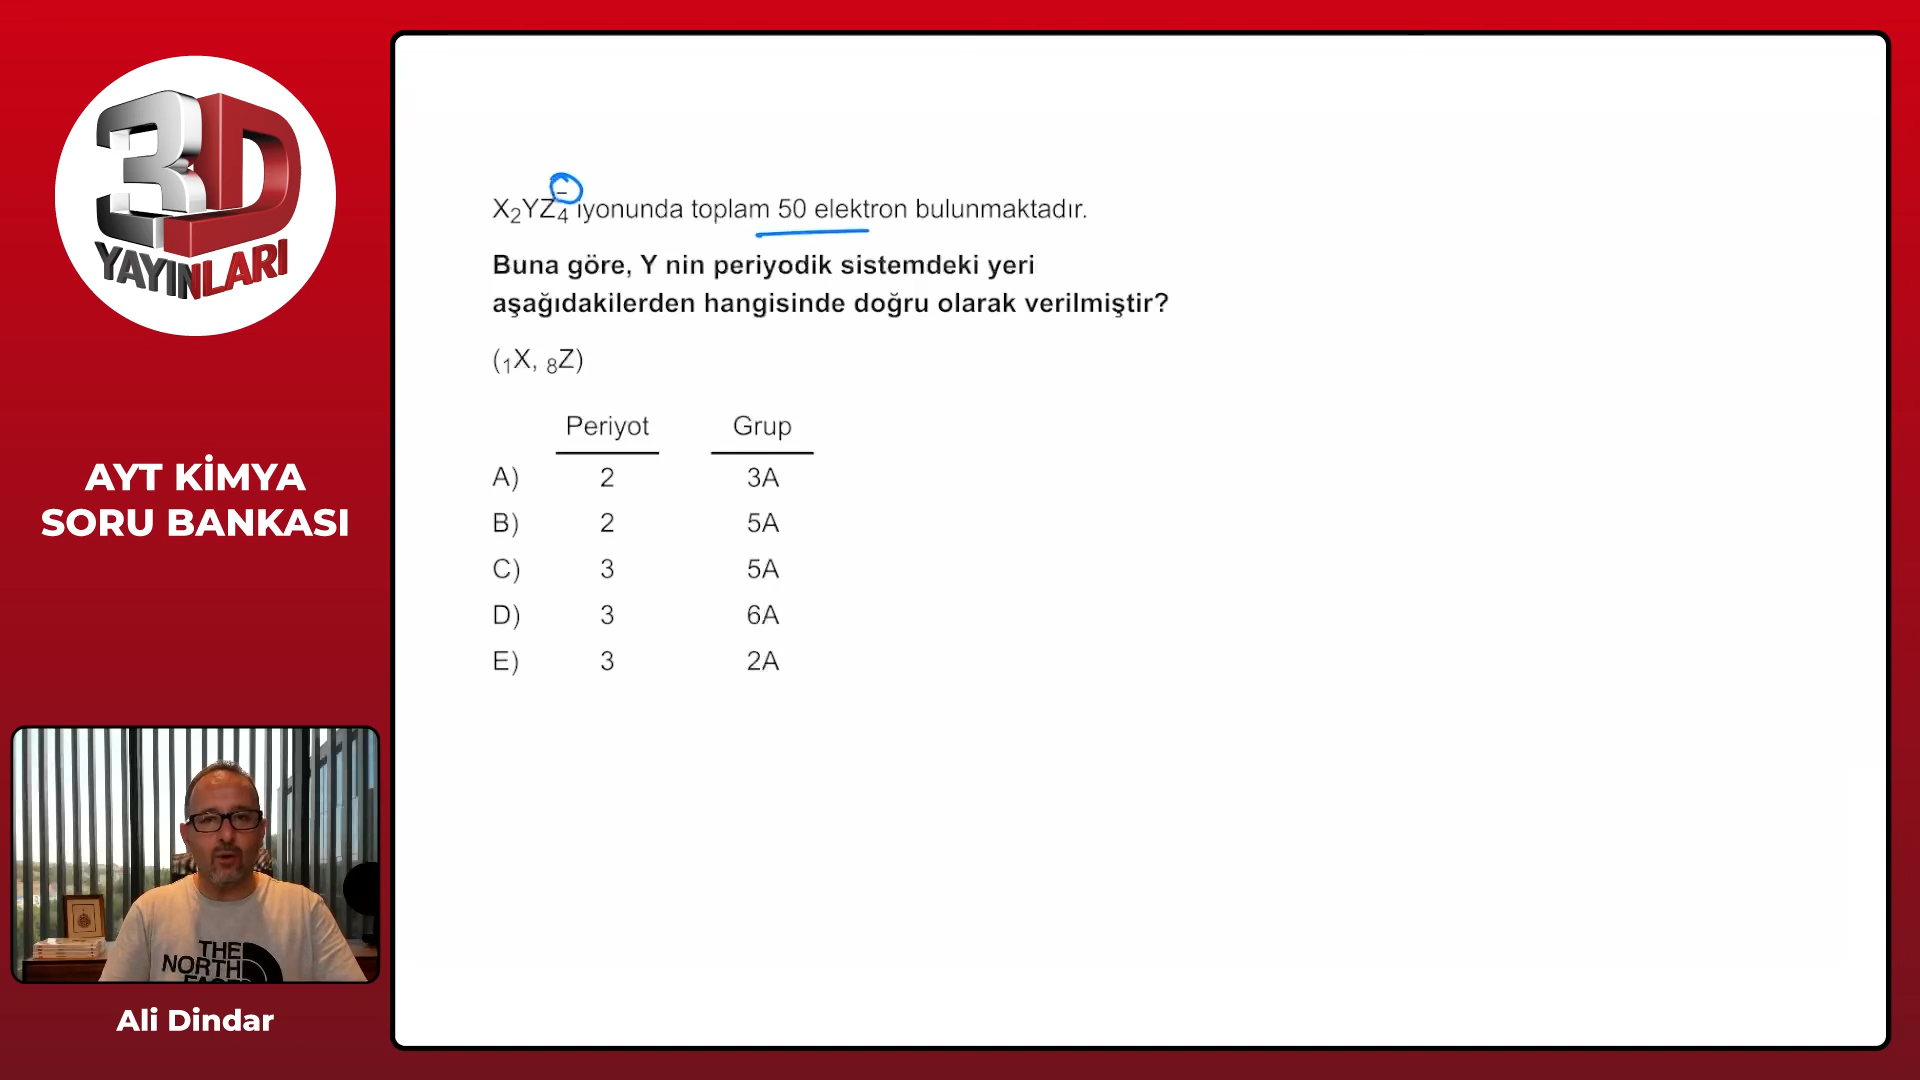 3D
YAYINLARI
AYT KİMYA
SORU BANKASI
THE
NORTH
Ali Dindar
X₂YZ₄⁻ iyonunda toplam 50 elektron bulunmaktadır.
Buna göre, Y nin periyodik sistemdeki yeri
aşağıdakilerden hangisinde doğru olarak verilmiştir?
(₁X, ₈Z)
Periyot Grup
A) 2 3A
B) 2 5A
C) 3 5A
D) 3 6A
E) 3 2A